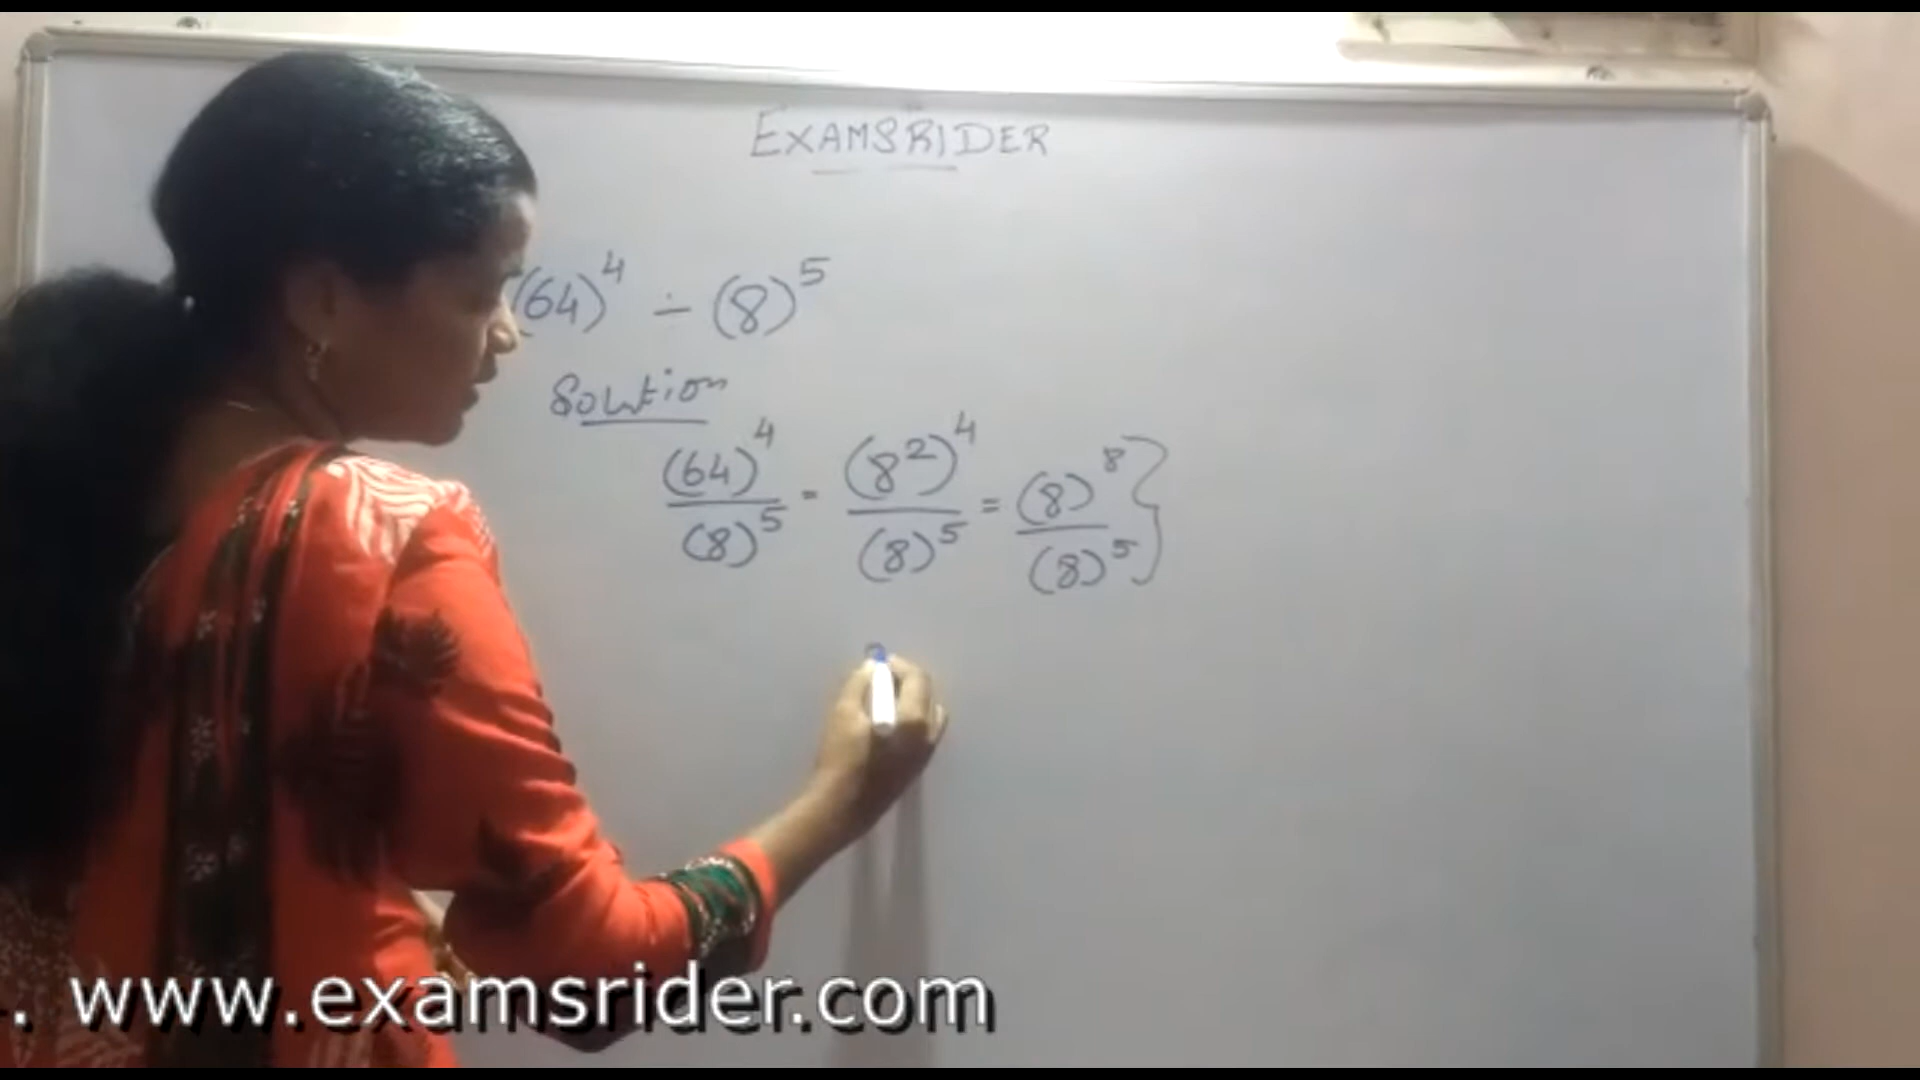 EXAMSRIDER
(64)^4 ÷ (8)^5
Solution
(64)^4/(8)^5 = (8^2)^4/(8)^5 = (8)^8/(8)^5 }
. www.examsrider.com